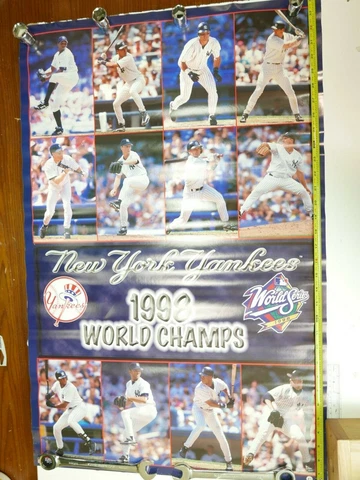 New York Yankees
Yankees
1998
WORLD CHAMPS
World Series